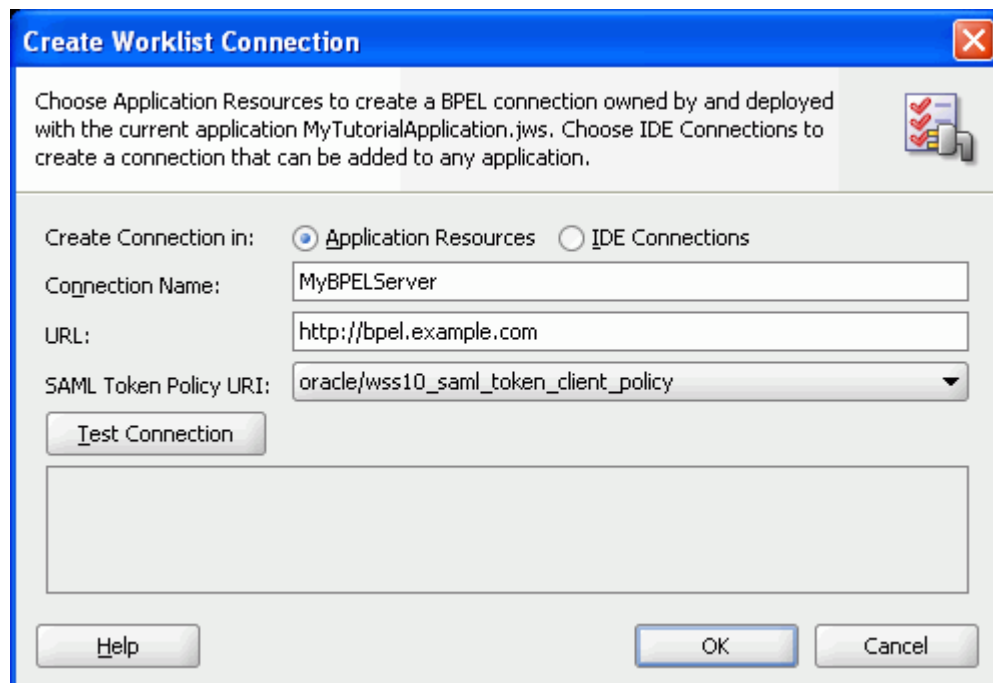 Create Worklist Connection
Choose Application Resources to create a BPEL connection owned by and deployed
with the current application MyTutorialApplication.jws. Choose IDE Connections to
create a connection that can be added to any application.
Create Connection in: Application Resources IDE Connections
Connection Name: MyBPELServer
URL: http://bpel.example.com
SAML Token Policy URI: oracle/wss10_saml_token_client_policy
Test Connection
Help OK Cancel